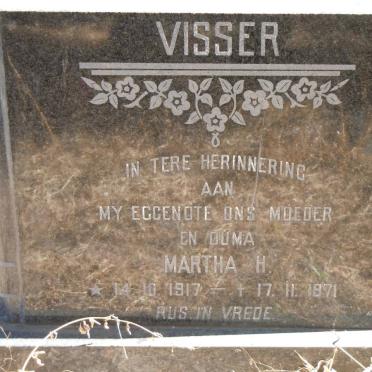 VISSER
IN TERE HERINNERING
AAN
MY EGGENOTE ONS MOEDER
EN OUMA
MARTHA H.
* 14.10.1917 – + 17.11.1971
RUS IN VREDE